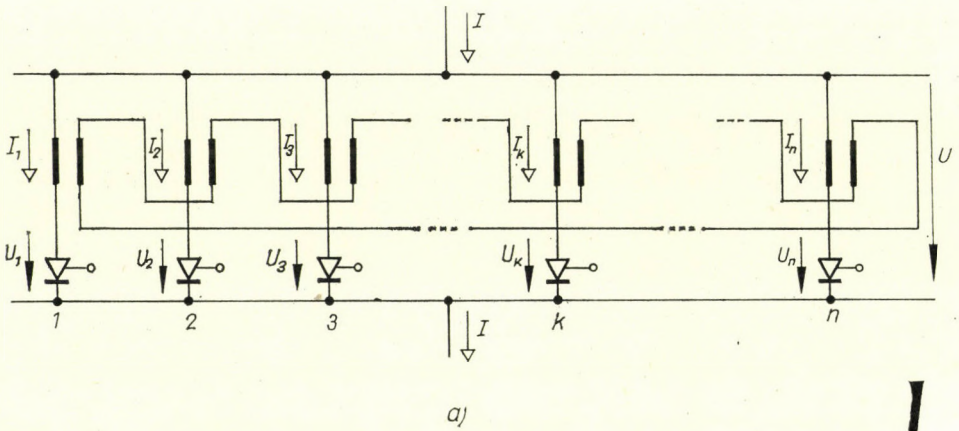 I
I₁ I₂ I₃ Iₖ Iₙ U
U₁ U₂ U₃ Uₖ Uₙ
1 2 3 k n
I
a)